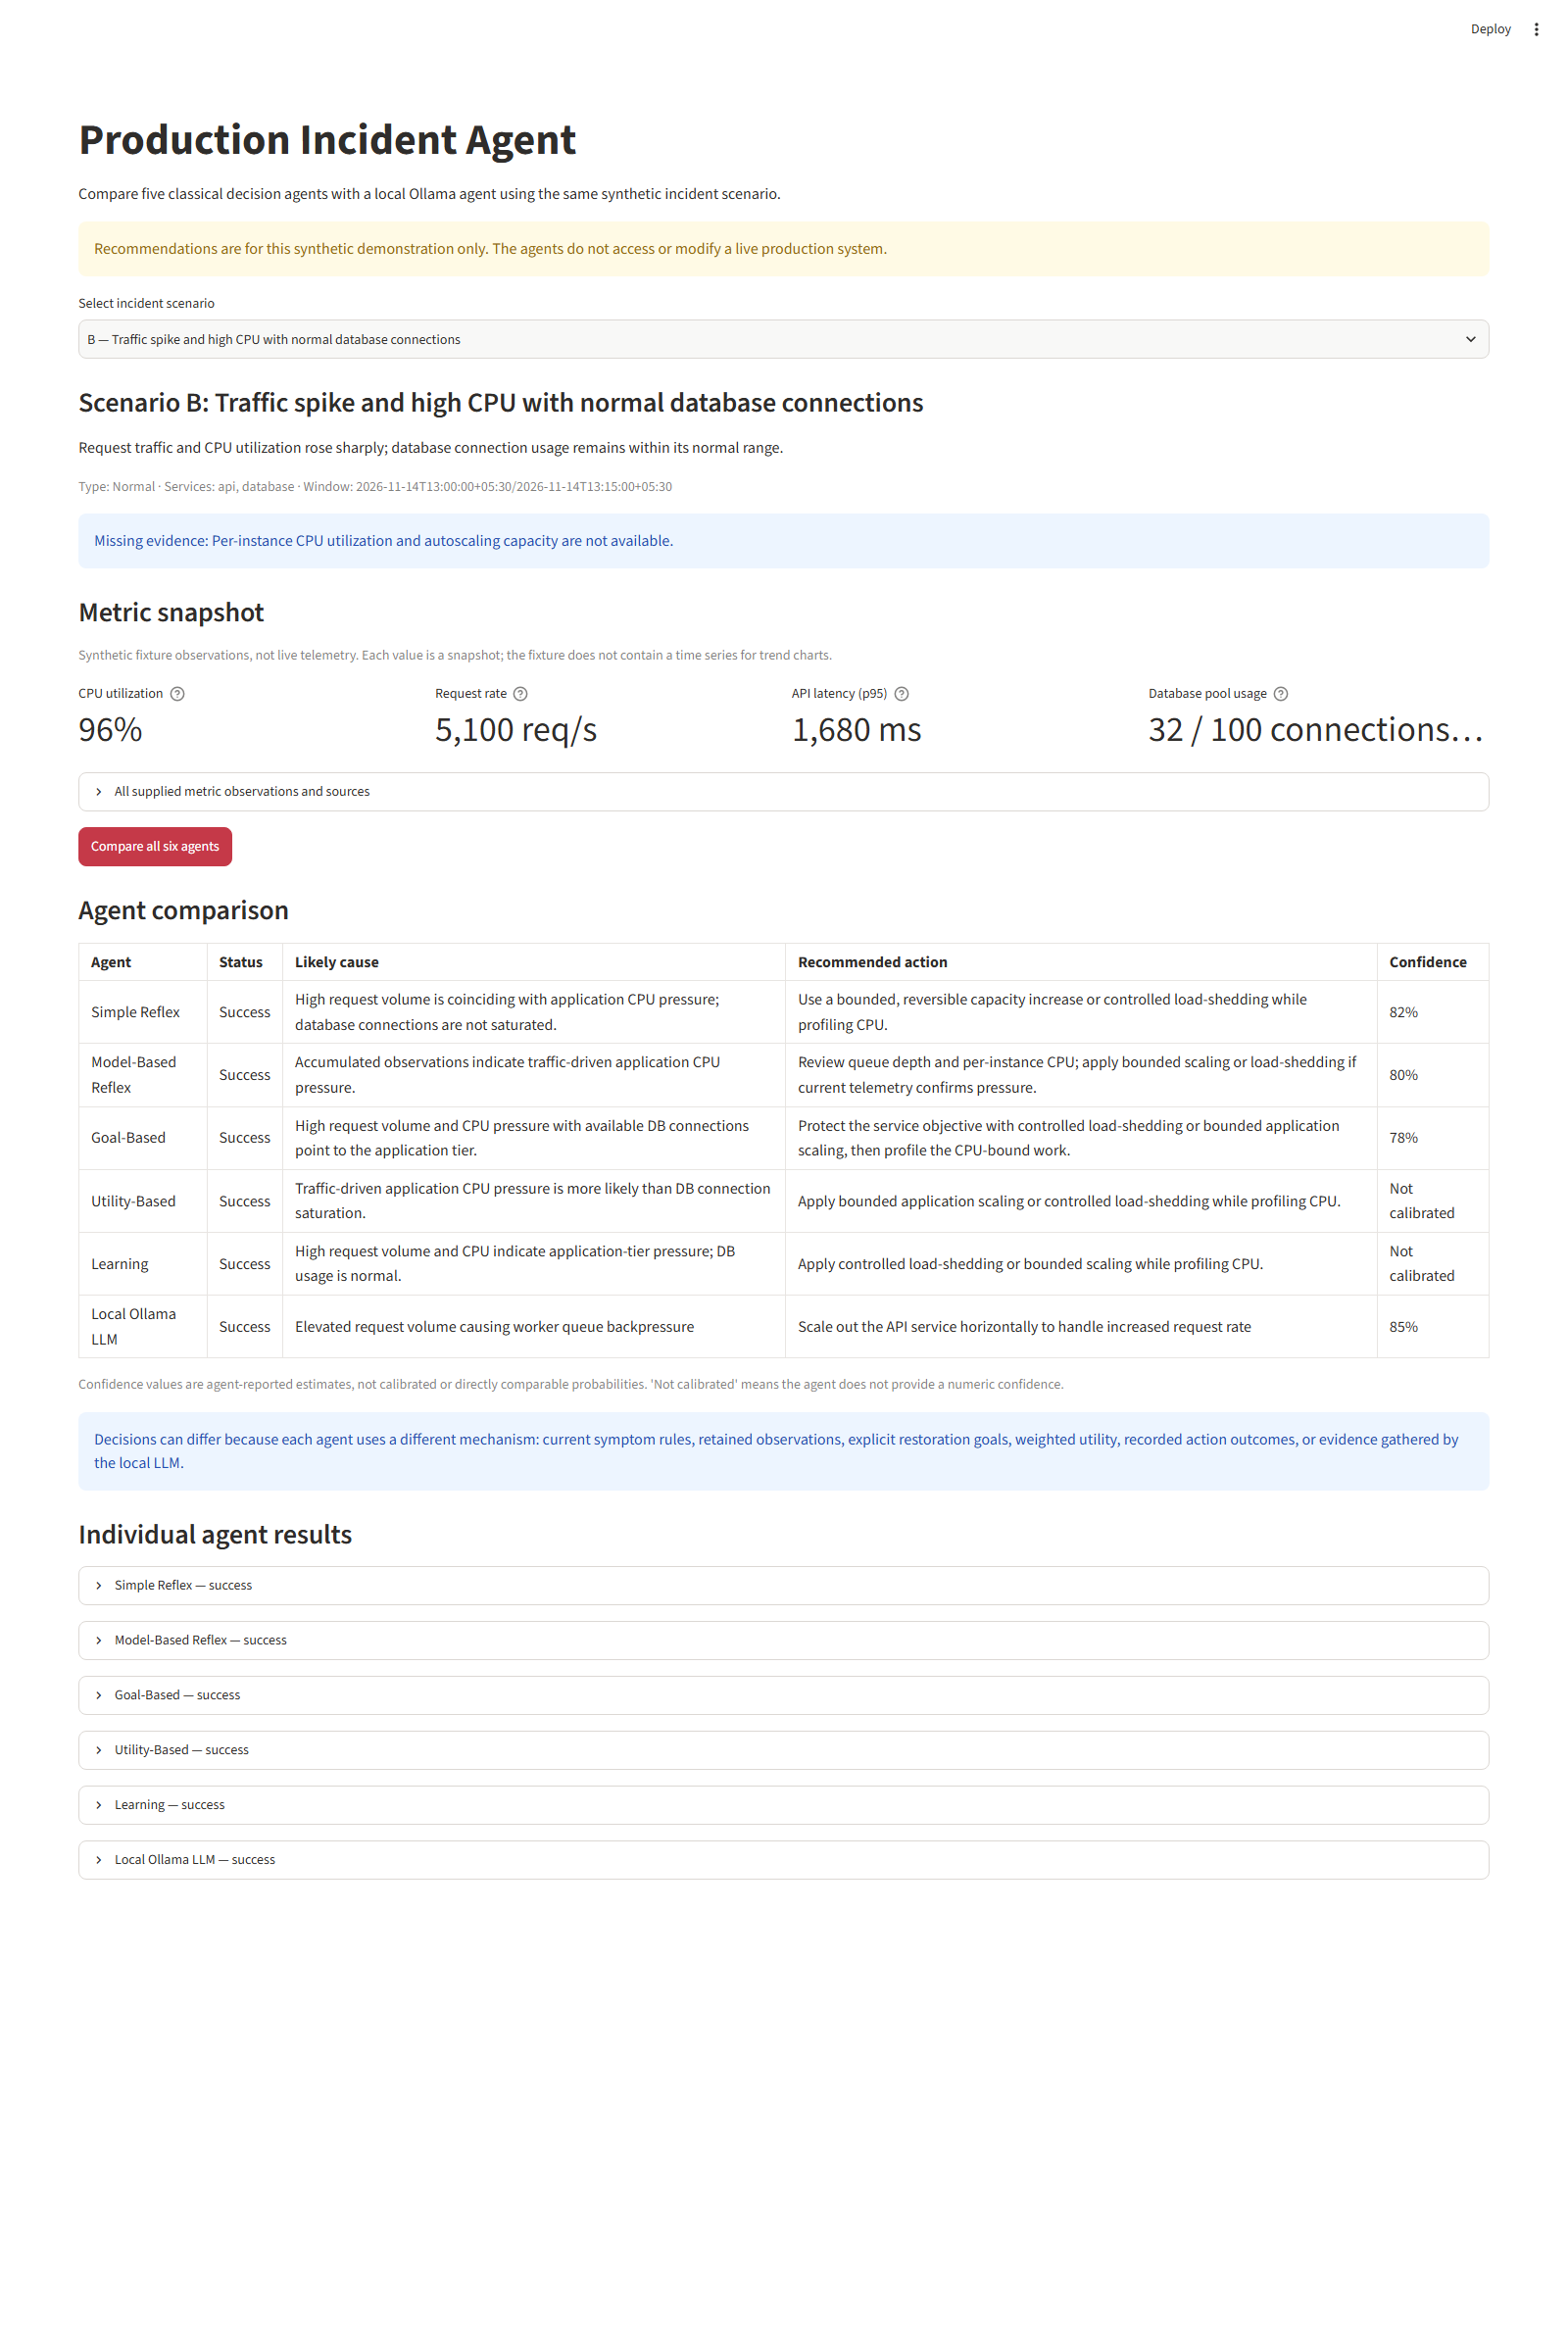 Deploy
Production Incident Agent
Compare five classical decision agents with a local Ollama agent using the same synthetic incident scenario.
Recommendations are for this synthetic demonstration only. The agents do not access or modify a live production system.
Select incident scenario
B — Traffic spike and high CPU with normal database connections
Scenario B: Traffic spike and high CPU with normal database connections
Request traffic and CPU utilization rose sharply; database connection usage remains within its normal range.
Type: Normal · Services: api, database · Window: 2026-11-14T13:00:00+05:30/2026-11-14T13:15:00+05:30
Missing evidence: Per-instance CPU utilization and autoscaling capacity are not available.
Metric snapshot
Synthetic fixture observations, not live telemetry. Each value is a snapshot; the fixture does not contain a time series for trend charts.
CPU utilization
96%
Request rate
5,100 req/s
API latency (p95)
1,680 ms
Database pool usage
32 / 100 connections…
All supplied metric observations and sources
Compare all six agents
Agent comparison
Agent Status Likely cause Recommended action Confidence
Simple Reflex
Success
High request volume is coinciding with application CPU pressure;
database connections are not saturated.
Use a bounded, reversible capacity increase or controlled load-shedding while
profiling CPU.
82%
Model-Based
Reflex
Success
Accumulated observations indicate traffic-driven application CPU
pressure.
Review queue depth and per-instance CPU; apply bounded scaling or load-shedding if
current telemetry confirms pressure.
80%
Goal-Based
Success
High request volume and CPU pressure with available DB connections
point to the application tier.
Protect the service objective with controlled load-shedding or bounded application
scaling, then profile the CPU-bound work.
78%
Utility-Based
Success
Traffic-driven application CPU pressure is more likely than DB connection
saturation.
Apply bounded application scaling or controlled load-shedding while profiling CPU.
Not
calibrated
Learning
Success
High request volume and CPU indicate application-tier pressure; DB
usage is normal.
Apply controlled load-shedding or bounded scaling while profiling CPU.
Not
calibrated
Local Ollama
LLM
Success
Elevated request volume causing worker queue backpressure
Scale out the API service horizontally to handle increased request rate
85%
Confidence values are agent-reported estimates, not calibrated or directly comparable probabilities. 'Not calibrated' means the agent does not provide a numeric confidence.
Decisions can differ because each agent uses a different mechanism: current symptom rules, retained observations, explicit restoration goals, weighted utility, recorded action outcomes, or evidence gathered by
the local LLM.
Individual agent results
Simple Reflex — success
Model-Based Reflex — success
Goal-Based — success
Utility-Based — success
Learning — success
Local Ollama LLM — success